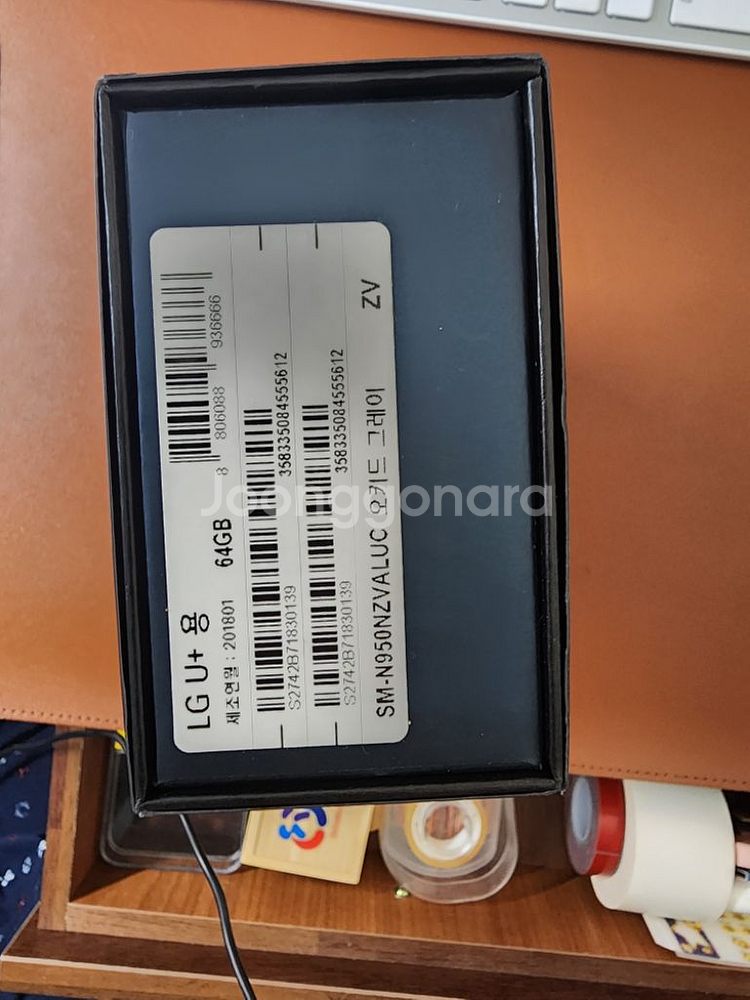 LG U+ 용
제조연월 : 201801
64GB
8 806088 936666
358335084555612
S2742B71830139
358335084555612
S2742B71830139
SM-N950NZVALUC 오키드 그레이
ZV
Joonggonara